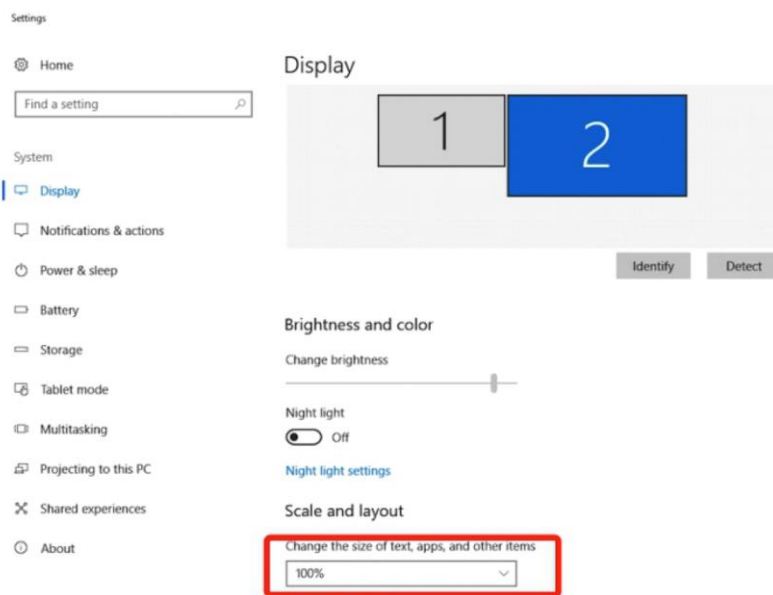 Settings
Home
Find a setting
System
Display
Notifications & actions
Power & sleep
Battery
Storage
Tablet mode
Multitasking
Projecting to this PC
Shared experiences
About
Display
1
2
Identify
Detect
Brightness and color
Change brightness
Night light
Off
Night light settings
Scale and layout
Change the size of text, apps, and other items
100%